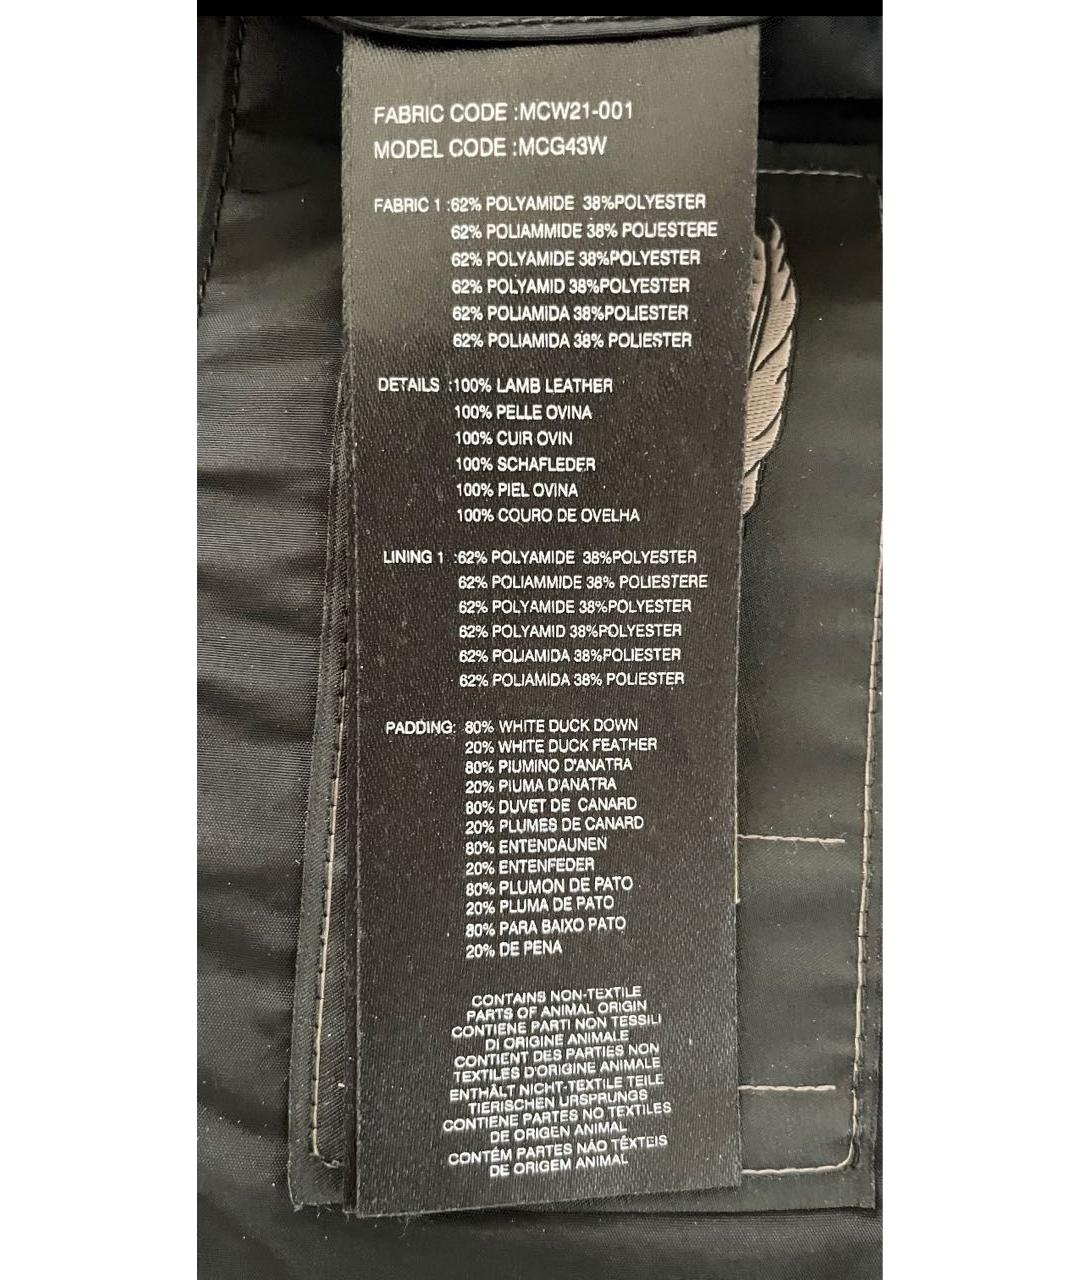 FABRIC CODE :MCW21-001
MODEL CODE :MCG43W
FABRIC 1 :62% POLYAMIDE 38%POLYESTER
62% POLIAMMIDE 38% POLIESTERE
62% POLYAMIDE 38%POLYESTER
62% POLYAMID 38%POLYESTER
62% POLIAMIDA 38%POLIESTER
62% POLIAMIDA 38% POLIESTER
DETAILS :100% LAMB LEATHER
100% PELLE OVINA
100% CUIR OVIN
100% SCHAFLEDER
100% PIEL OVINA
100% COURO DE OVELHA
LINING 1 :62% POLYAMIDE 38%POLYESTER
62% POLIAMMIDE 38% POLIESTERE
62% POLYAMIDE 38%POLYESTER
62% POLYAMID 38%POLYESTER
62% POLIAMIDA 38%POLIESTER
62% POLIAMIDA 38% POLIESTER
PADDING: 80% WHITE DUCK DOWN
20% WHITE DUCK FEATHER
80% PIUMINO D'ANATRA
20% PIUMA D'ANATRA
80% DUVET DE CANARD
20% PLUMES DE CANARD
80% ENTENDAUNEN
20% ENTENFEDER
80% PLUMON DE PATO
20% PLUMA DE PATO
80% PARA BAIXO PATO
20% DE PENA
CONTAINS NON-TEXTILE
PARTS OF ANIMAL ORIGIN
CONTIENE PARTI NON TESSILI
DI ORIGINE ANIMALE
CONTIENT DES PARTIES NON
TEXTILES D'ORIGINE ANIMALE
ENTHÄLT NICHT-TEXTILE TEILE
TIERISCHEN URSPRUNGS
CONTIENE PARTES NO TEXTILES
DE ORIGEN ANIMAL
CONTÉM PARTES NÃO TÊXTEIS
DE ORIGEM ANIMAL